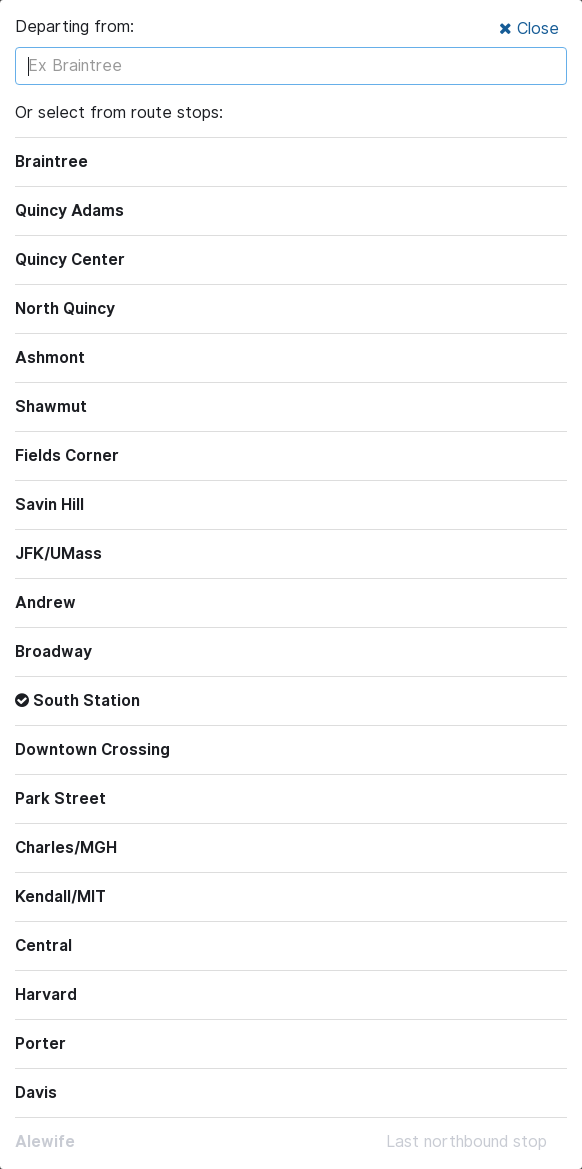 Departing from:
Close
Ex Braintree
Or select from route stops:
Braintree
Quincy Adams
Quincy Center
North Quincy
Ashmont
Shawmut
Fields Corner
Savin Hill
JFK/UMass
Andrew
Broadway
South Station
Downtown Crossing
Park Street
Charles/MGH
Kendall/MIT
Central
Harvard
Porter
Davis
Alewife Last northbound stop